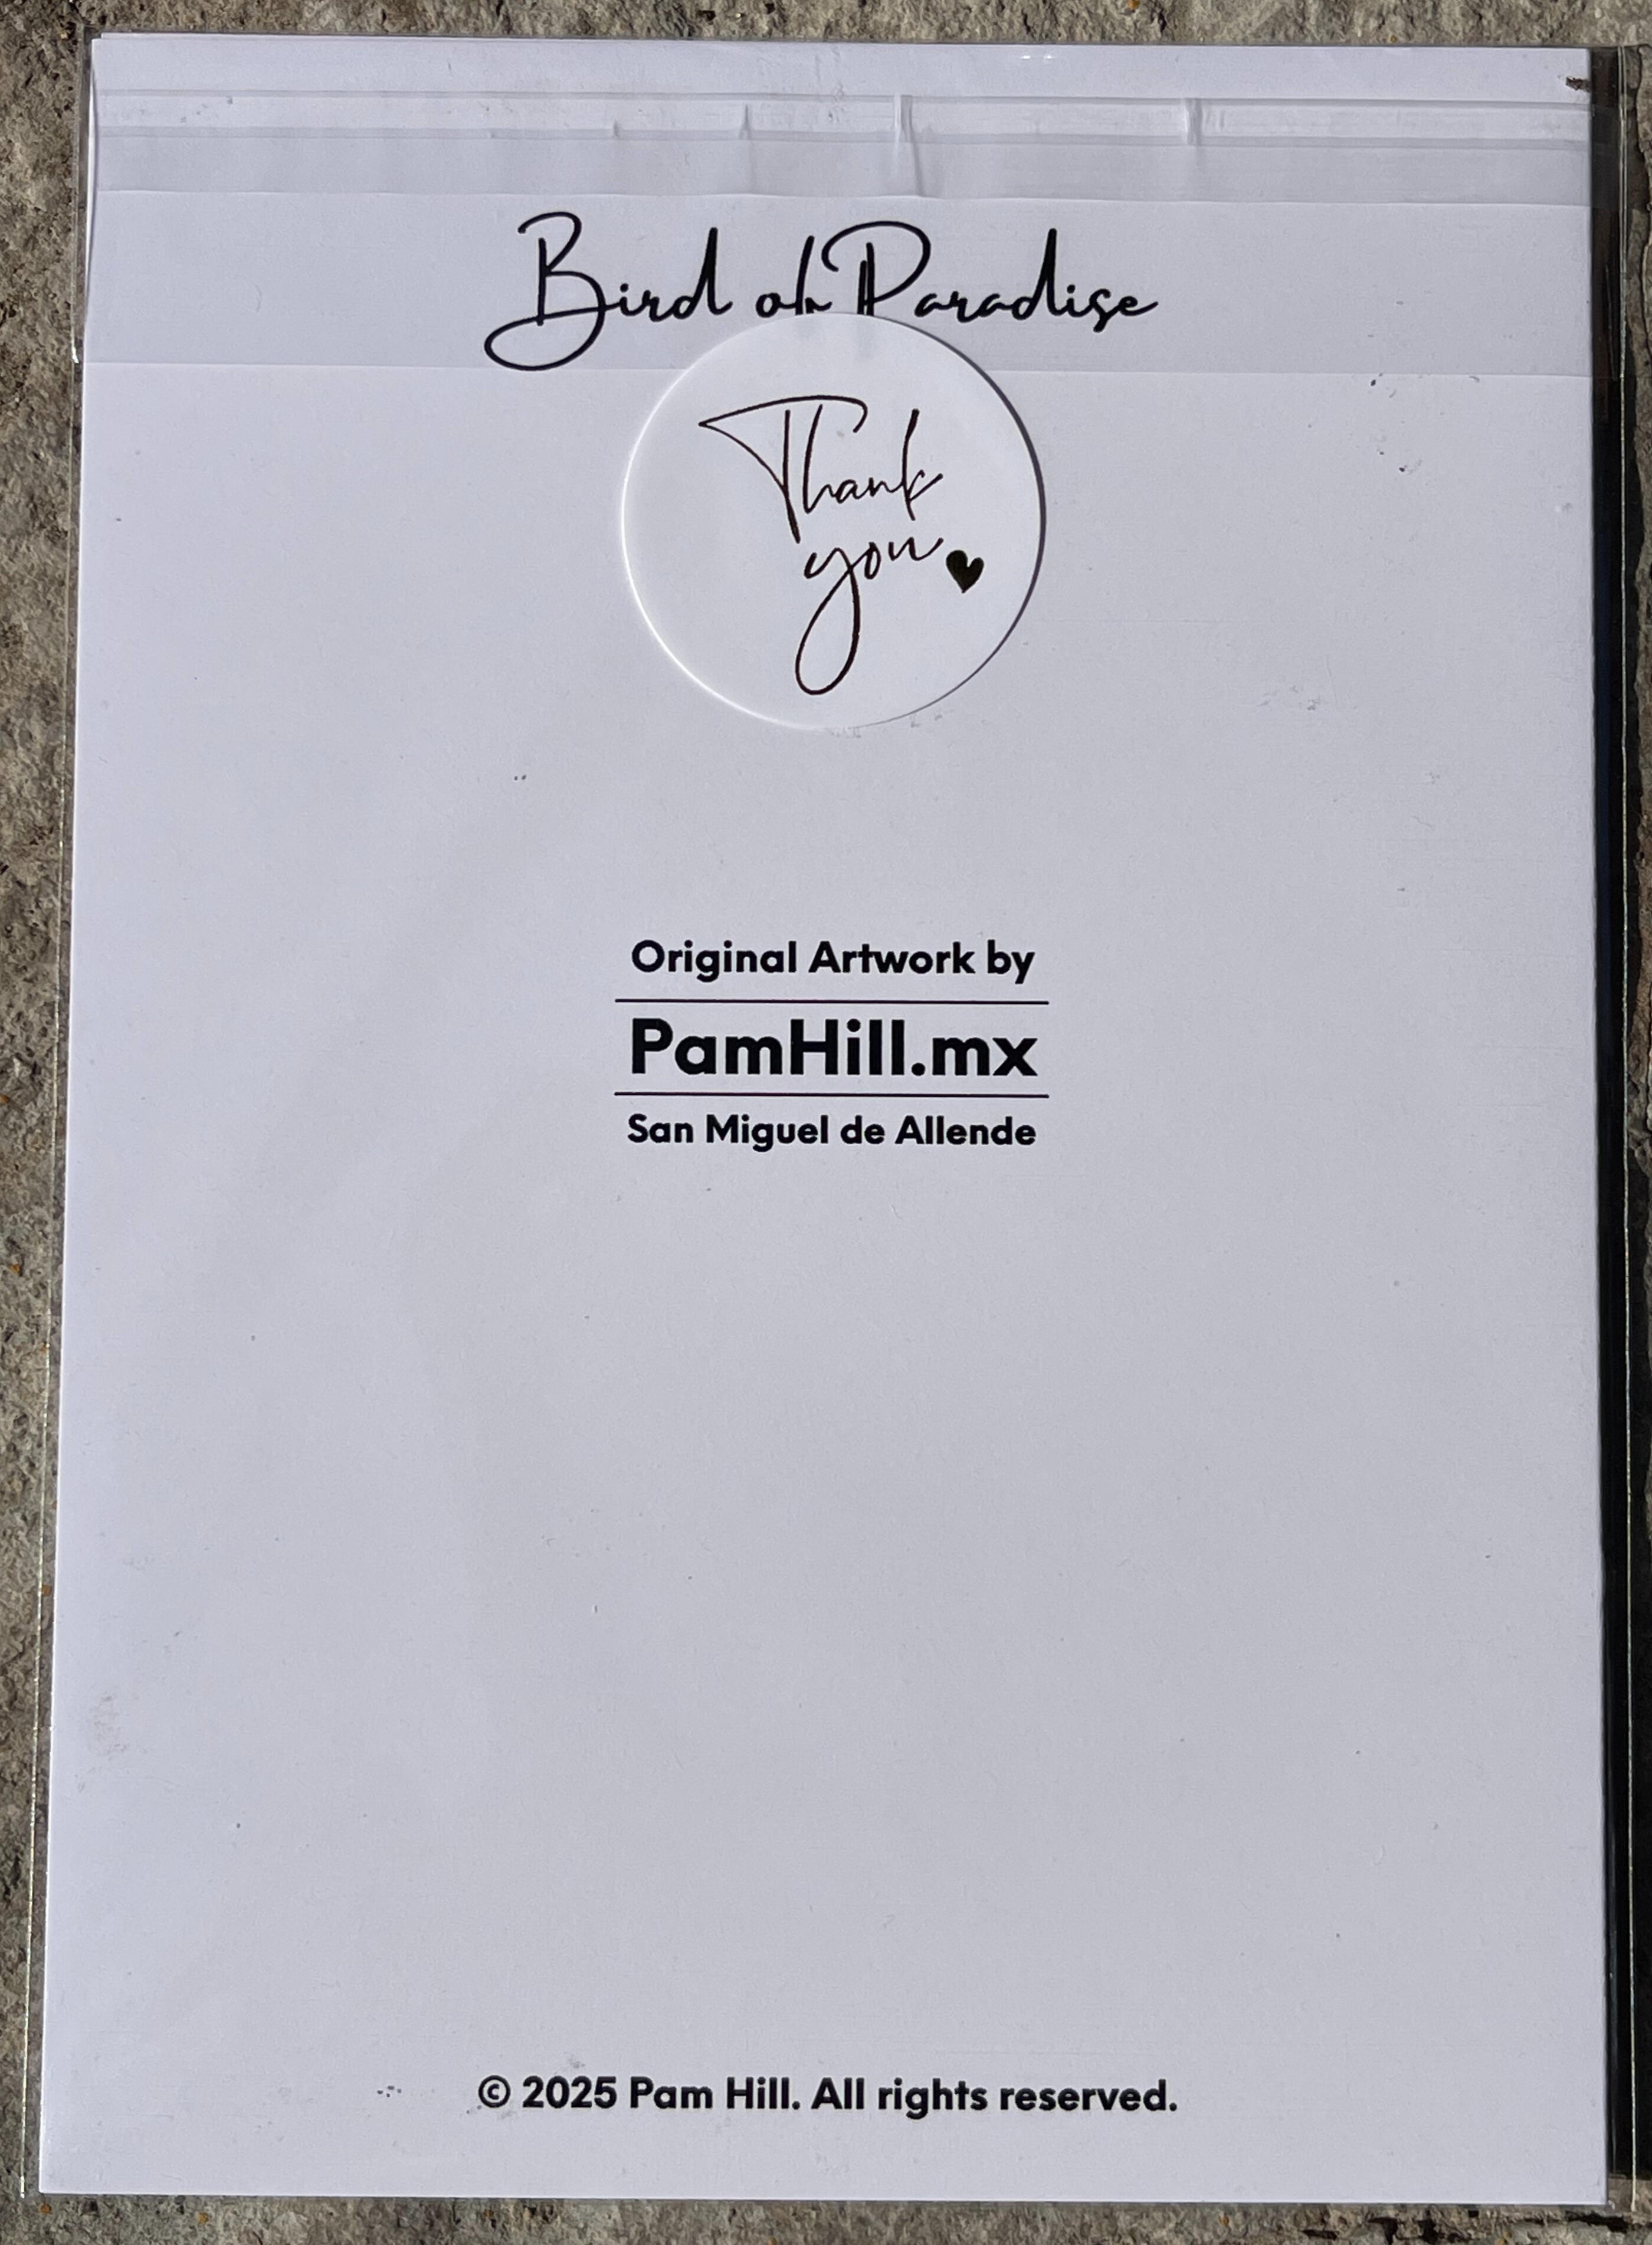 Bird of Paradise
Thank
you
Original Artwork by
PamHill.mx
San Miguel de Allende
© 2025 Pam Hill. All rights reserved.